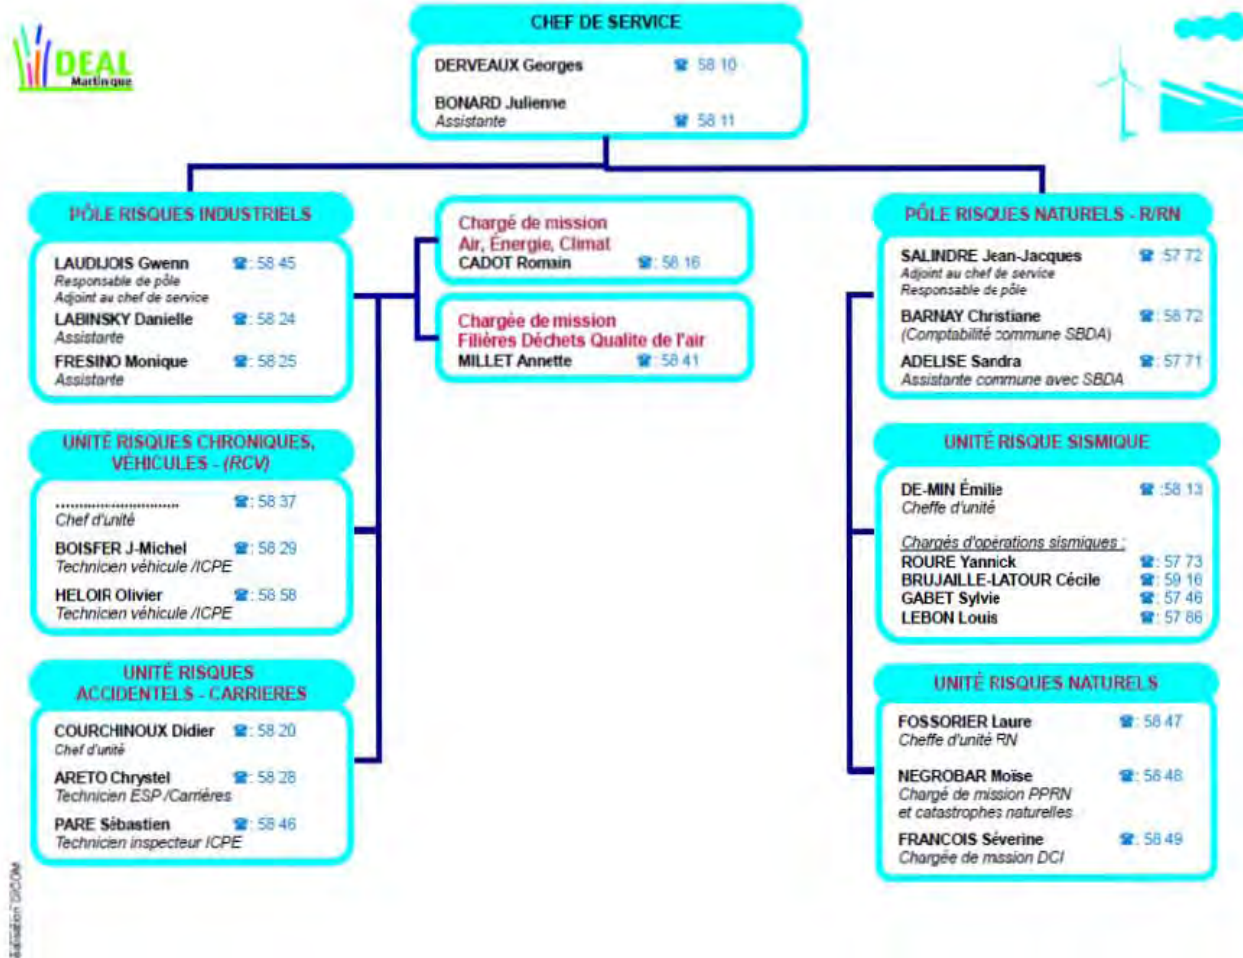 DEAL
Martinique
CHEF DE SERVICE
DERVEAUX Georges ☎ 58 10
BONARD Julienne
Assistante ☎ 58 11
PÔLE RISQUES INDUSTRIELS
LAUDIJOIS Gwenn ☎: 58 45
Responsable de pôle
Adjoint au chef de service
LABINSKY Danielle ☎: 58 24
Assistante
FRESINO Monique ☎: 58 25
Assistante
Chargé de mission
Air, Énergie, Climat
CADOT Romain ☎: 58 16
Chargée de mission
Filières Déchets Qualite de l'air
MILLET Annette ☎: 58 41
PÔLE RISQUES NATURELS - R/RN
SALINDRE Jean-Jacques ☎: 57 72
Adjoint au chef de service
Responsable de pôle
BARNAY Christiane ☎: 58 72
(Comptabilité commune SBDA)
ADELISE Sandra ☎: 57 71
Assistante commune avec SBDA
UNITÉ RISQUES CHRONIQUES,
VÉHICULES - (RCV)
............................ ☎: 58 37
Chef d'unité
BOISFER J-Michel ☎: 58 29
Technicien véhicule /ICPE
HELOIR Olivier ☎: 58 58
Technicien véhicule /ICPE
UNITÉ RISQUE SISMIQUE
DE-MIN Émilie ☎ :58 13
Cheffe d'unité
Chargés d'opérations sismiques :
ROURE Yannick ☎: 57 73
BRUJAILLE-LATOUR Cécile ☎: 59 16
GABET Sylvie ☎: 57 46
LEBON Louis ☎: 57 86
UNITÉ RISQUES
ACCIDENTELS - CARRIERES
COURCHINOUX Didier ☎: 58 20
Chef d'unité
ARETO Chrystel ☎: 58 28
Technicien ESP /Carrières
PARE Sébastien ☎: 58 46
Technicien inspecteur ICPE
UNITÉ RISQUES NATURELS
FOSSORIER Laure ☎: 58 47
Cheffe d'unité RN
NEGROBAR Moïse ☎: 58 48
Chargé de mission PPRN
et catastrophes naturelles
FRANCOIS Séverine ☎: 58 49
Chargée de mission DCI